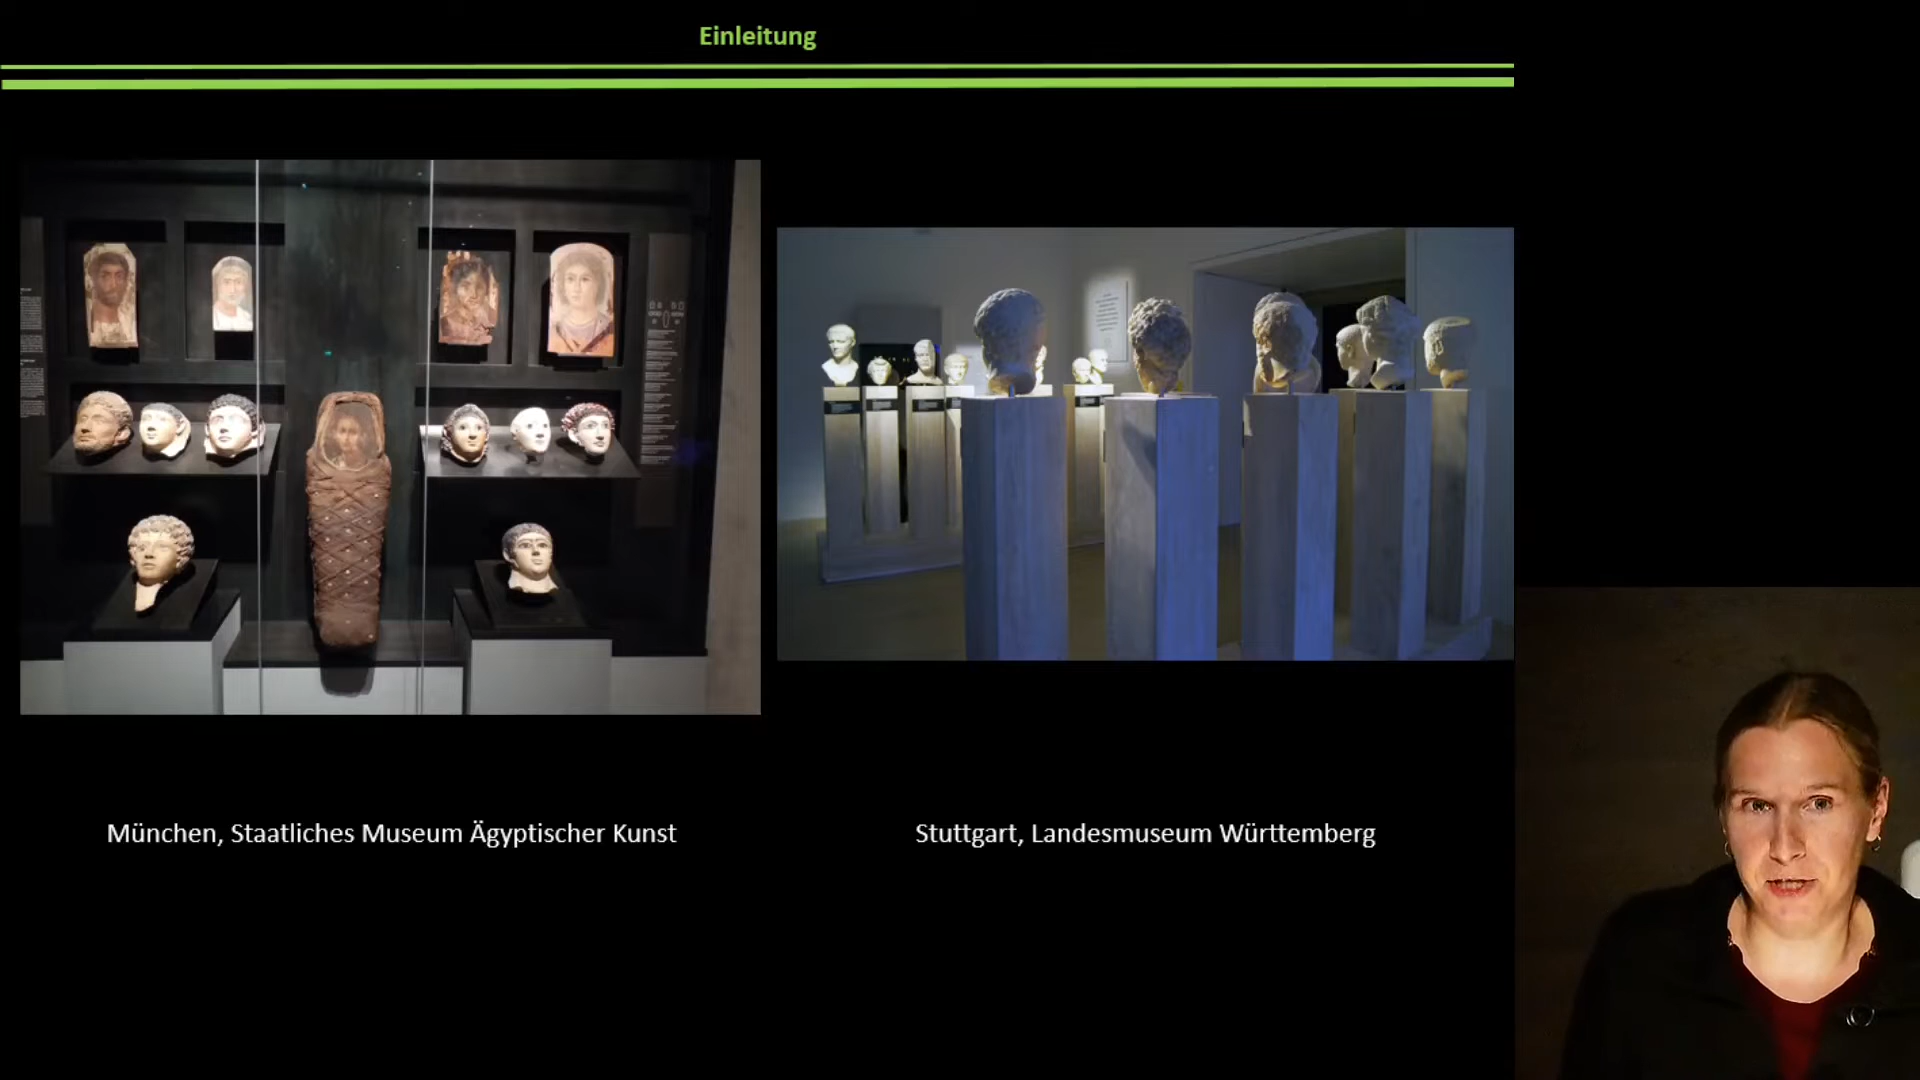 Einleitung
München, Staatliches Museum Ägyptischer Kunst
Stuttgart, Landesmuseum Württemberg